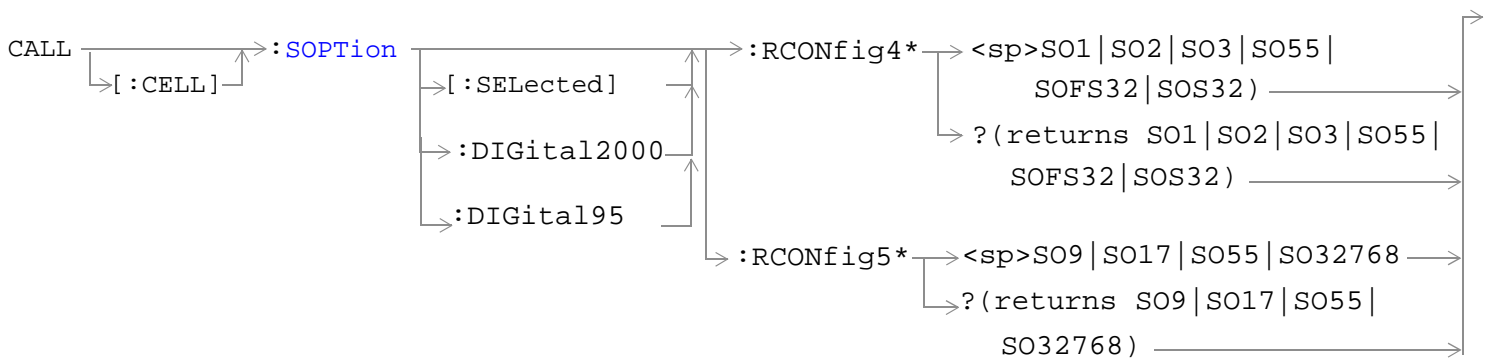 CALL :SOPTion :RCONfig4* <sp>SO1|SO2|SO3|SO55|
[:CELL] [:SELected] SOFS32|SOS32)
:DIGital2000 ?(returns SO1|SO2|SO3|SO55|
SOFS32|SOS32)
:DIGital95
:RCONfig5* <sp>SO9|SO17|SO55|SO32768
?(returns SO9|SO17|SO55|
SO32768)